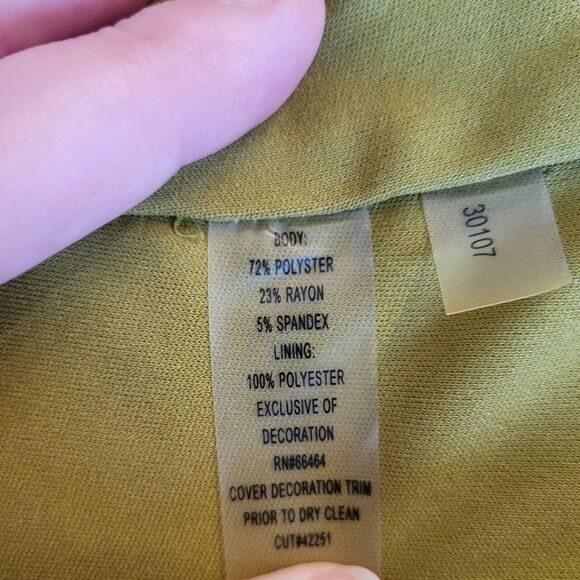 BODY:
72% POLYSTER
23% RAYON
5% SPANDEX
LINING:
100% POLYESTER
EXCLUSIVE OF
DECORATION
RN#66464
COVER DECORATION TRIM
PRIOR TO DRY CLEAN
CUT#42251
30107